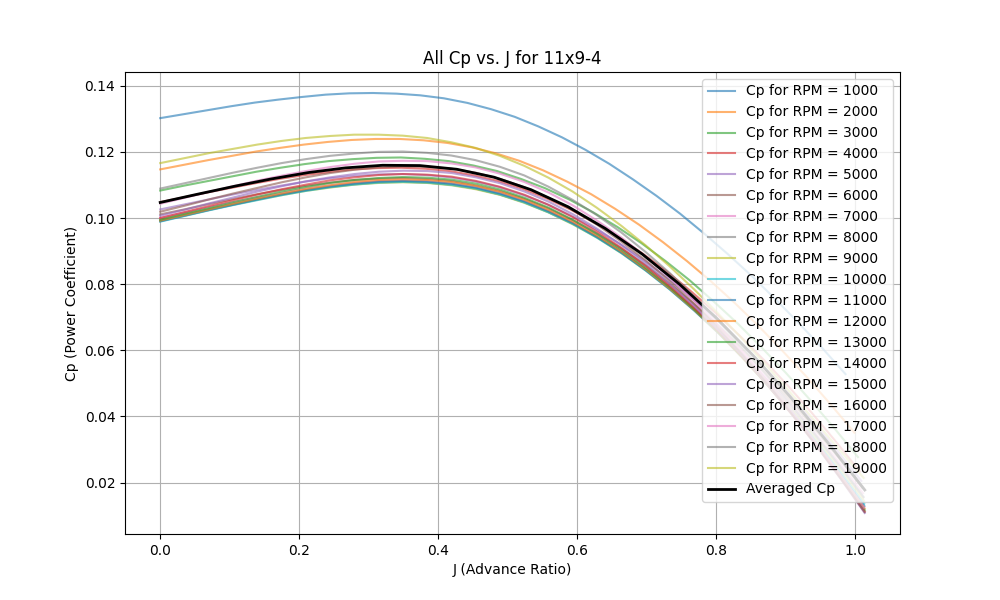 All Cp vs. J for 11x9-4
Cp (Power Coefficient)
0.14
0.12
0.10
0.08
0.06
0.04
0.02
0.0
0.2
0.4
0.6
0.8
1.0
J (Advance Ratio)
Cp for RPM = 1000
Cp for RPM = 2000
Cp for RPM = 3000
Cp for RPM = 4000
Cp for RPM = 5000
Cp for RPM = 6000
Cp for RPM = 7000
Cp for RPM = 8000
Cp for RPM = 9000
Cp for RPM = 10000
Cp for RPM = 11000
Cp for RPM = 12000
Cp for RPM = 13000
Cp for RPM = 14000
Cp for RPM = 15000
Cp for RPM = 16000
Cp for RPM = 17000
Cp for RPM = 18000
Cp for RPM = 19000
Averaged Cp